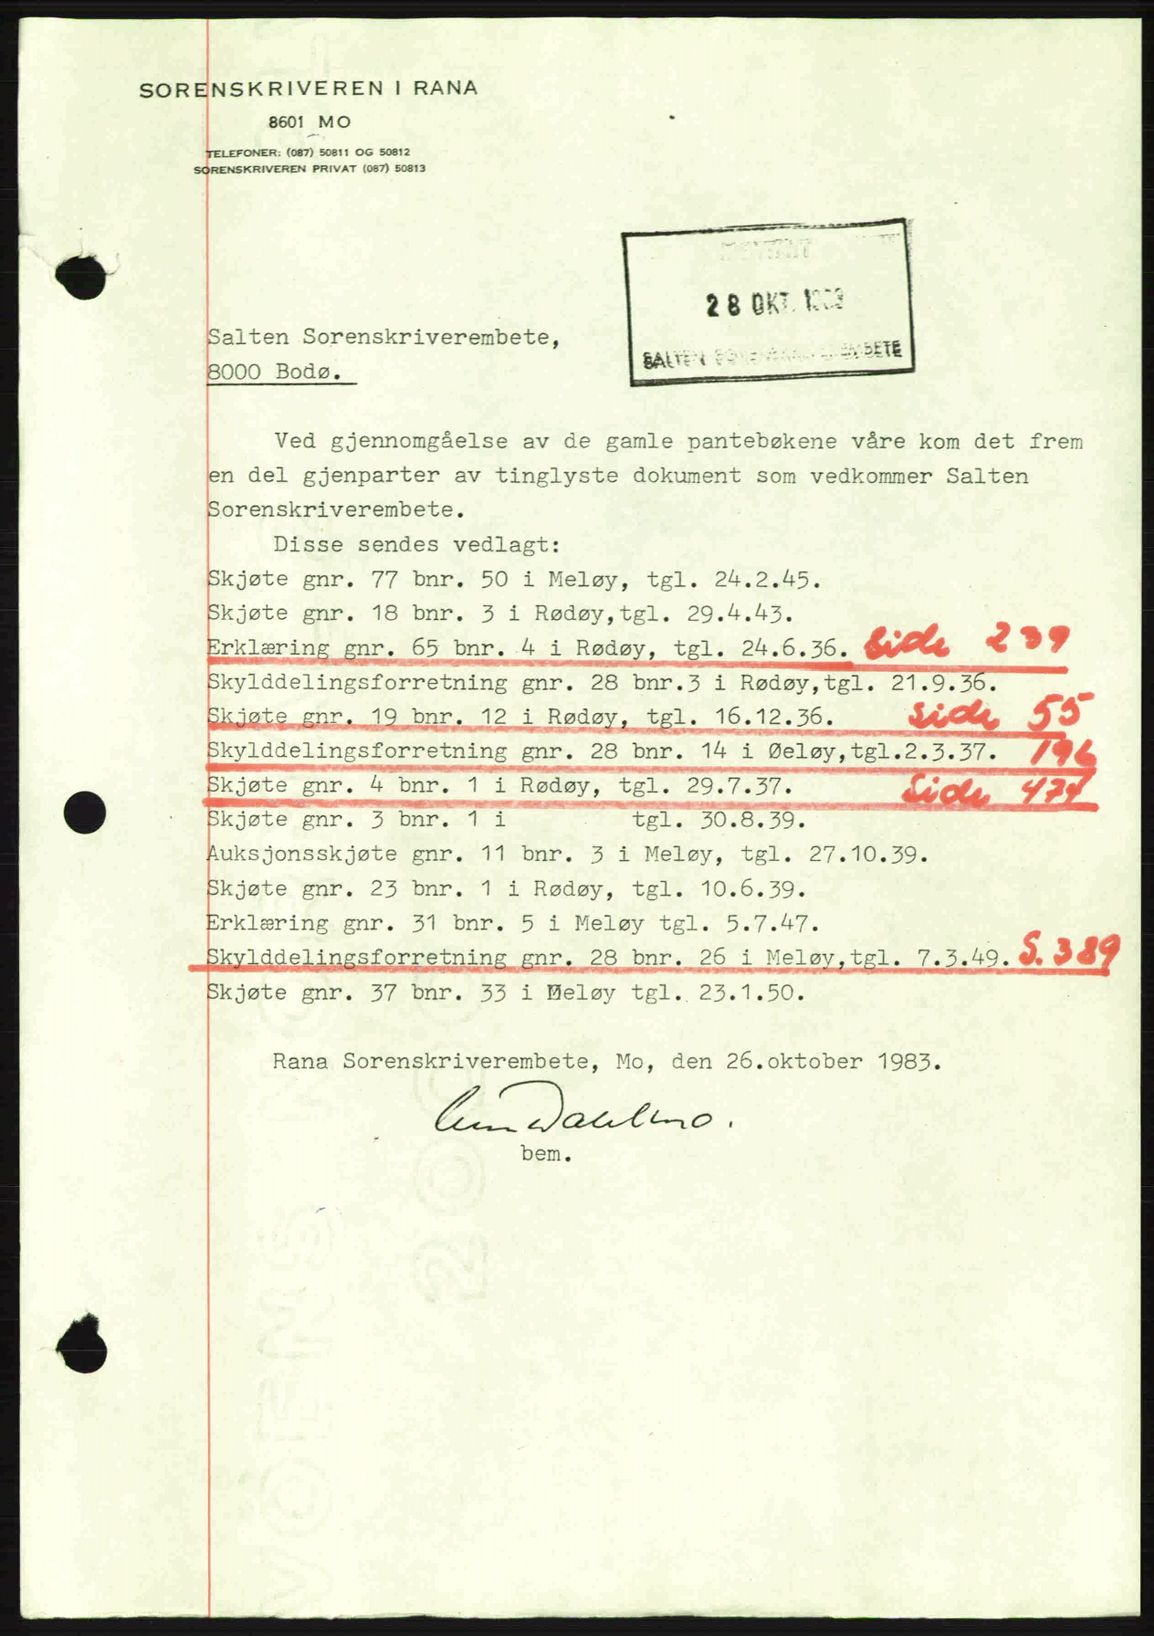 SORENSKRIVEREN I RANA
8601 MO
TELEFONER: (087) 50811 OG 50812
SORENSKRIVEREN PRIVAT (087) 50813
28 OKT. 1983
SALTEN SORENSKRIVEREMBETE
Salten Sorenskriverembete,
8000 Bodø.
Ved gjennomgåelse av de gamle pantebøkene våre kom det frem
en del gjenparter av tinglyste dokument som vedkommer Salten
Sorenskriverembete.
Disse sendes vedlagt:
Skjøte gnr. 77 bnr. 50 i Meløy, tgl. 24.2.45.
Skjøte gnr. 18 bnr. 3 i Rødøy,tgl. 29.4.43.
Erklæring gnr. 65 bnr. 4 i Rødøy, tgl. 24.6.36. Side 239
Skylddelingsforretning gnr. 28 bnr.3 i Rødøy,tgl. 21.9.36.
Skjøte gnr. 19 bnr. 12 i Rødøy, tgl. 16.12.36. Side 55
Skylddelingsforretning gnr. 28 bnr. 14 i Øeløy,tgl.2.3.37. 196
Skjøte gnr. 4 bnr. 1 i Rødøy, tgl. 29.7.37. Side 474
Skjøte gnr. 3 bnr. 1 i tgl. 30.8.39.
Auksjonsskjøte gnr. 11 bnr. 3 i Meløy, tgl. 27.10.39.
Skjøte gnr. 23 bnr. 1 i Rødøy, tgl. 10.6.39.
Erklæring gnr. 31 bnr. 5 i Meløy tgl. 5.7.47.
Skylddelingsforretning gnr. 28 bnr. 26 i Meløy,tgl. 7.3.49. S. 389
Skjøte gnr. 37 bnr. 33 i Meløy tgl. 23.1.50.
Rana Sorenskriverembete, Mo, den 26.oktober 1983.
bem.